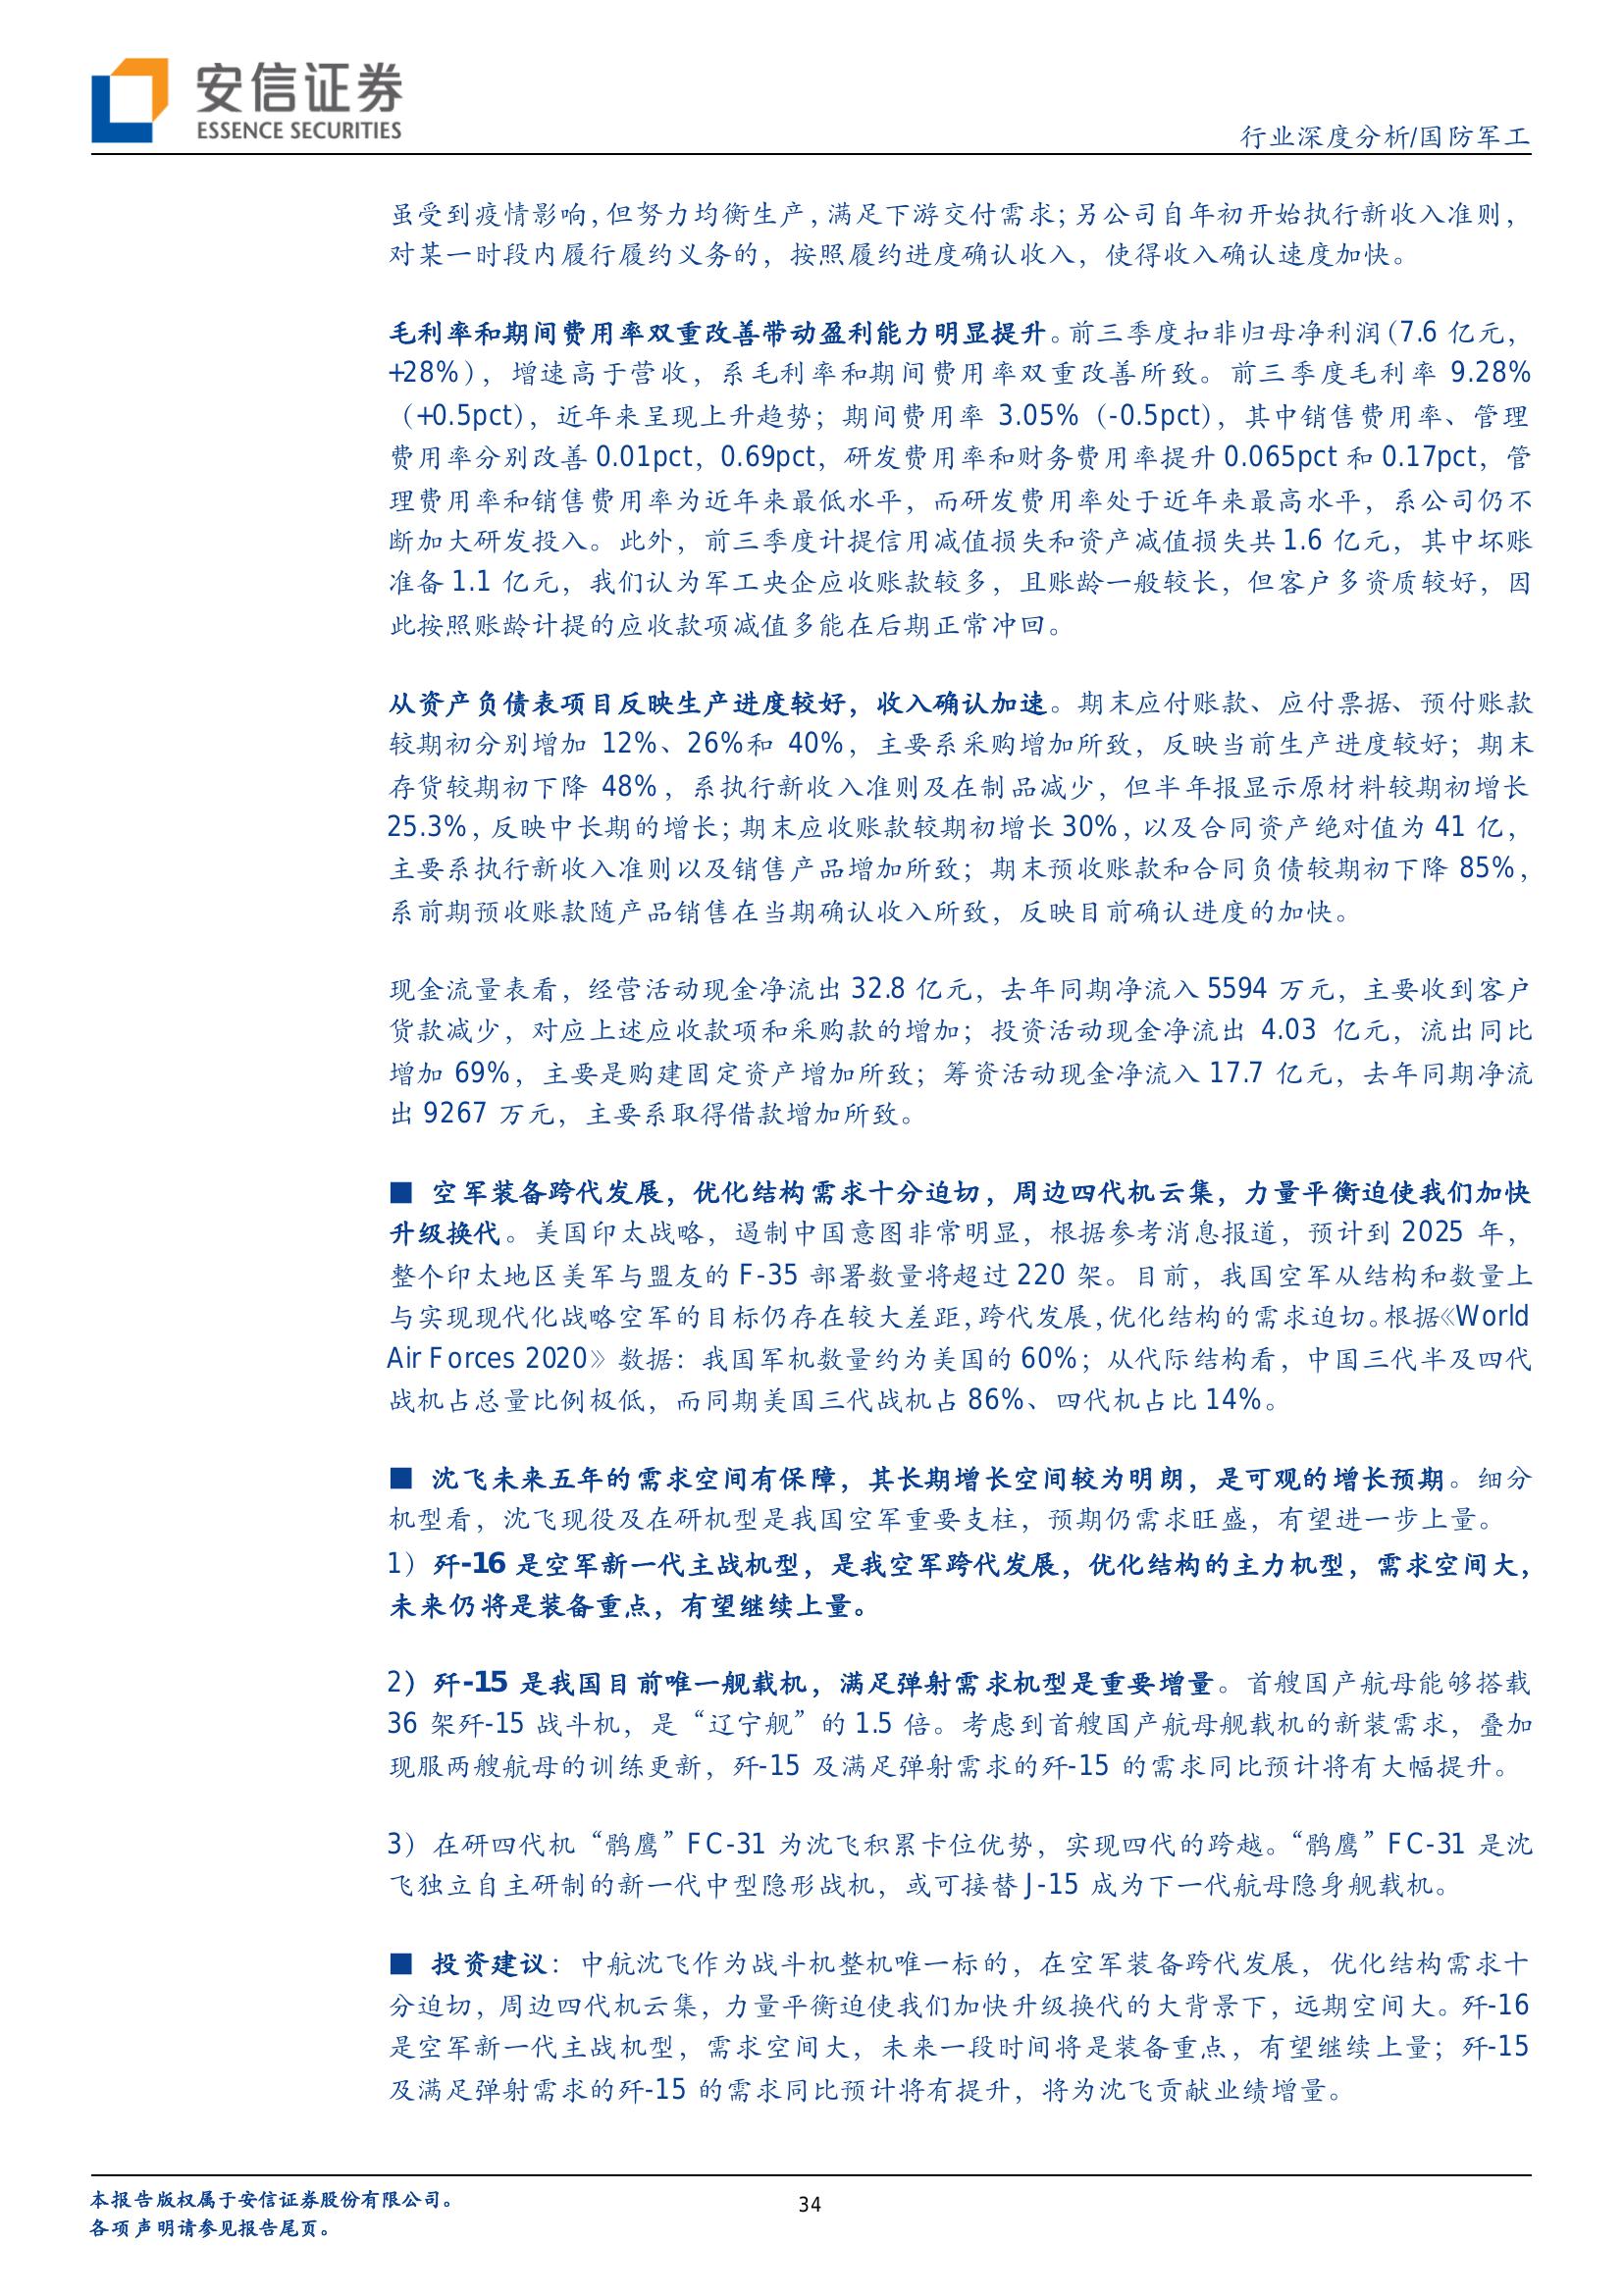 安信证券
ESSENCE SECURITIES
行业深度分析/国防军工
虽受到疫情影响，但努力均衡生产，满足下游交付需求；另公司自年初开始执行新收入准则，
对某一时段内履行履约义务的，按照履约进度确认收入，使得收入确认速度加快。
毛利率和期间费用率双重改善带动盈利能力明显提升。前三季度扣非归母净利润（7.6 亿元，
+28%），增速高于营收，系毛利率和期间费用率双重改善所致。前三季度毛利率 9.28%
（+0.5pct），近年来呈现上升趋势；期间费用率 3.05%（-0.5pct），其中销售费用率、管理
费用率分别改善 0.01pct，0.69pct，研发费用率和财务费用率提升 0.065pct 和 0.17pct，管
理费用率和销售费用率为近年来最低水平，而研发费用率处于近年来最高水平，系公司仍不
断加大研发投入。此外，前三季度计提信用减值损失和资产减值损失共 1.6 亿元，其中坏账
准备 1.1 亿元，我们认为军工央企应收账款较多，且账龄一般较长，但客户多资质较好，因
此按照账龄计提的应收款项减值多能在后期正常冲回。
从资产负债表项目反映生产进度较好，收入确认加速。期末应付账款、应付票据、预付账款
较期初分别增加 12%、26%和 40%，主要系采购增加所致，反映当前生产进度较好；期末
存货较期初下降 48%，系执行新收入准则及在制品减少，但半年报显示原材料较期初增长
25.3%，反映中长期的增长；期末应收账款较期初增长 30%，以及合同资产绝对值为 41 亿，
主要系执行新收入准则以及销售产品增加所致；期末预收账款和合同负债较期初下降 85%，
系前期预收账款随产品销售在当期确认收入所致，反映目前确认进度的加快。
现金流量表看，经营活动现金净流出 32.8 亿元，去年同期净流入 5594 万元，主要收到客户
货款减少，对应上述应收款项和采购款的增加；投资活动现金净流出 4.03 亿元，流出同比
增加 69%，主要是购建固定资产增加所致；筹资活动现金净流入 17.7 亿元，去年同期净流
出 9267 万元，主要系取得借款增加所致。
■ 空军装备跨代发展，优化结构需求十分迫切，周边四代机云集，力量平衡迫使我们加快
升级换代。美国印太战略，遏制中国意图非常明显，根据参考消息报道，预计到 2025 年，
整个印太地区美军与盟友的 F-35 部署数量将超过 220 架。目前，我国空军从结构和数量上
与实现现代化战略空军的目标仍存在较大差距，跨代发展，优化结构的需求迫切。根据《World
Air Forces 2020》数据：我国军机数量约为美国的 60%；从代际结构看，中国三代半及四代
战机占总量比例极低，而同期美国三代战机占 86%、四代机占比 14%。
■ 沈飞未来五年的需求空间有保障，其长期增长空间较为明朗，是可观的增长预期。细分
机型看，沈飞现役及在研机型是我国空军重要支柱，预期仍需求旺盛，有望进一步上量。
1）歼-16 是空军新一代主战机型，是我空军跨代发展，优化结构的主力机型，需求空间大，
未来仍将是装备重点，有望继续上量。
2）歼-15 是我国目前唯一舰载机，满足弹射需求机型是重要增量。首艘国产航母能够搭载
36 架歼-15 战斗机，是“辽宁舰”的 1.5 倍。考虑到首艘国产航母舰载机的新装需求，叠加
现服两艘航母的训练更新，歼-15 及满足弹射需求的歼-15 的需求同比预计将有大幅提升。
3）在研四代机“鹘鹰”FC-31 为沈飞积累卡位优势，实现四代的跨越。“鹘鹰”FC-31 是沈
飞独立自主研制的新一代中型隐形战机，或可接替 J-15 成为下一代航母隐身舰载机。
■ 投资建议：中航沈飞作为战斗机整机唯一标的，在空军装备跨代发展，优化结构需求十
分迫切，周边四代机云集，力量平衡迫使我们加快升级换代的大背景下，远期空间大。歼-16
是空军新一代主战机型，需求空间大，未来一段时间将是装备重点，有望继续上量；歼-15
及满足弹射需求的歼-15 的需求同比预计将有提升，将为沈飞贡献业绩增量。
本报告版权属于安信证券股份有限公司。
各项声明请参见报告尾页。
34